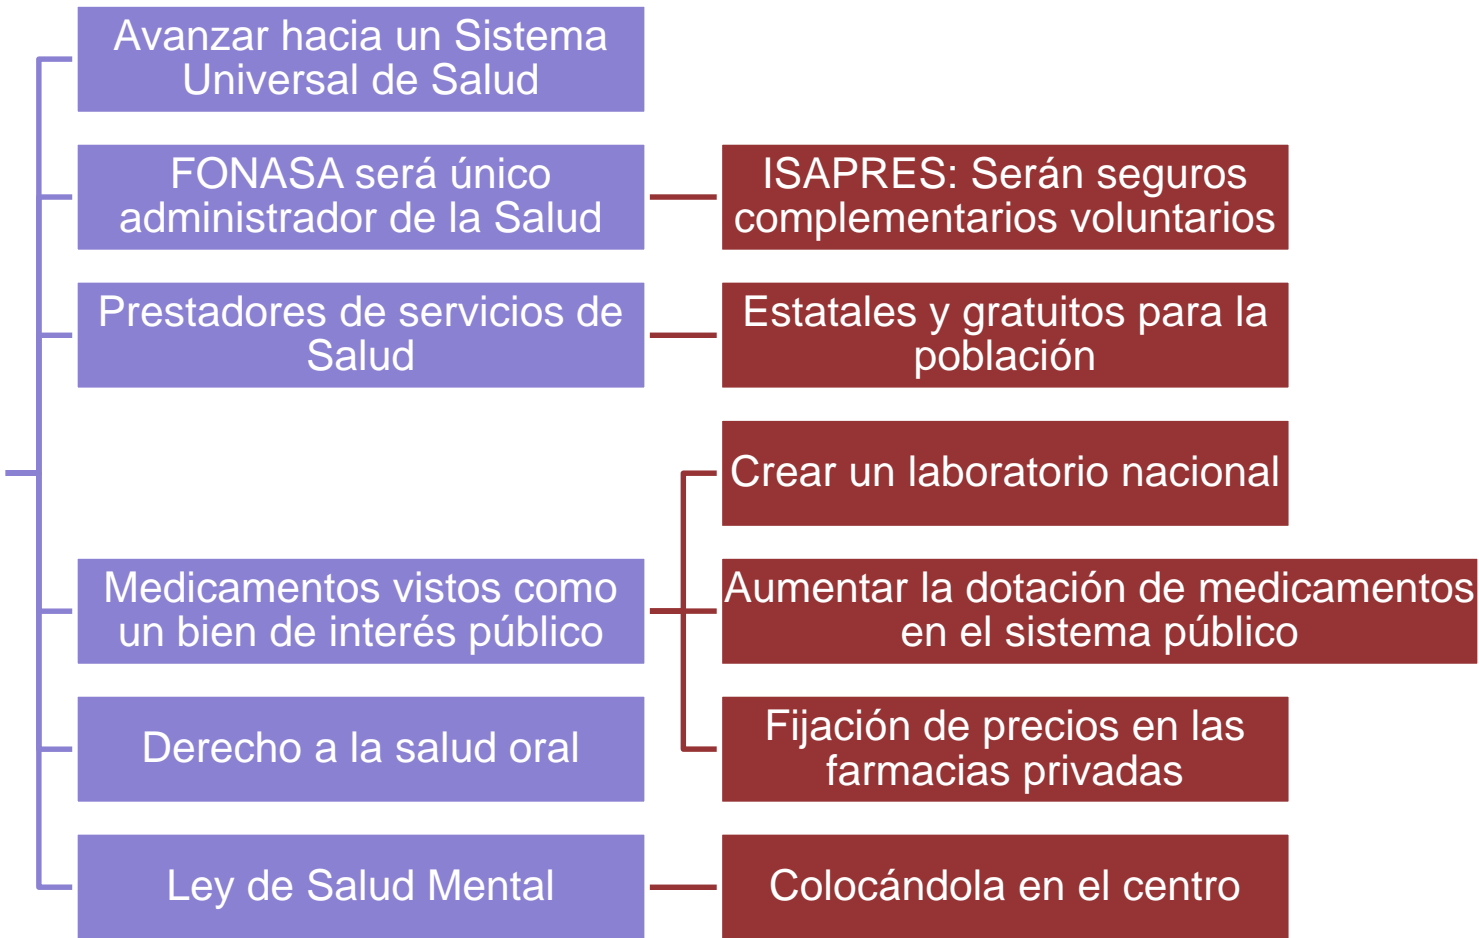 Avanzar hacia un Sistema
Universal de Salud
FONASA será único
administrador de la Salud
ISAPRES: Serán seguros
complementarios voluntarios
Prestadores de servicios de
Salud
Estatales y gratuitos para la
población
Medicamentos vistos como
un bien de interés público
Crear un laboratorio nacional
Aumentar la dotación de medicamentos
en el sistema público
Fijación de precios en las
farmacias privadas
Derecho a la salud oral
Ley de Salud Mental
Colocándola en el centro